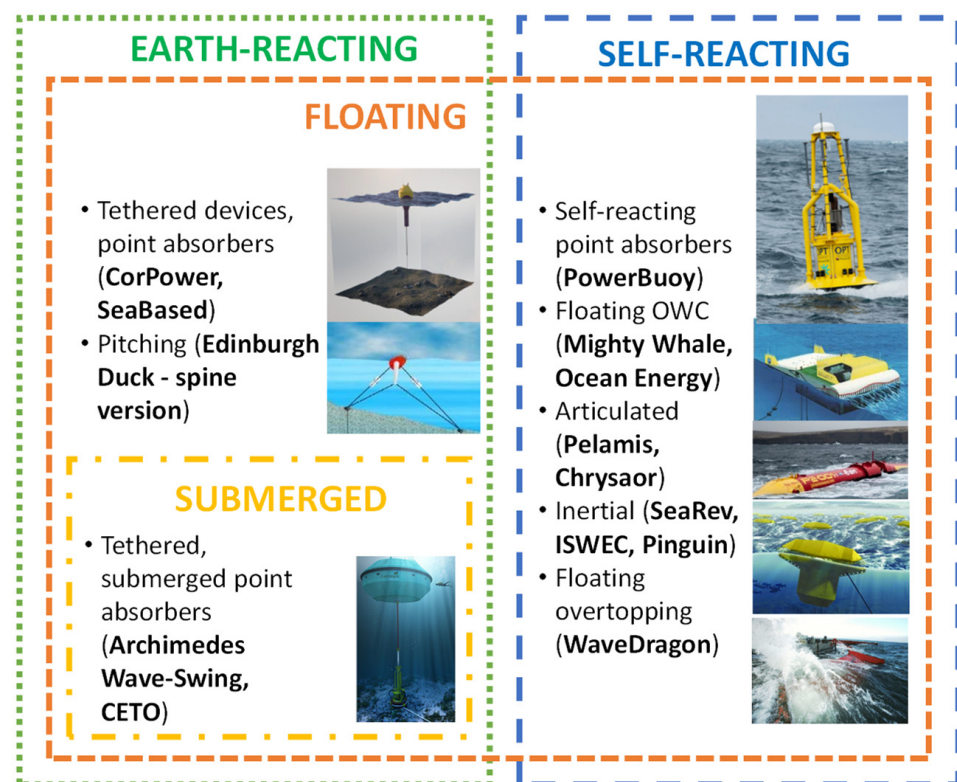 EARTH-REACTING
FLOATING
• Tethered devices,
point absorbers
(CorPower,
SeaBased)
• Pitching (Edinburgh
Duck - spine
version)
SUBMERGED
• Tethered,
submerged point
absorbers
(Archimedes
Wave-Swing,
CETO)
SELF-REACTING
• Self-reacting
point absorbers
(PowerBuoy)
• Floating OWC
(Mighty Whale,
Ocean Energy)
• Articulated
(Pelamis,
Chrysaor)
• Inertial (SeaRev,
ISWEC, Pinguin)
• Floating
overtopping
(WaveDragon)